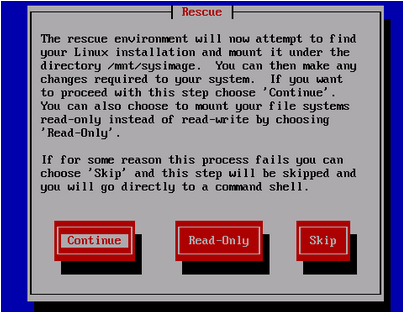 Rescue
The rescue environment will now attempt to find
your Linux installation and mount it under the
directory /mnt/sysimage.  You can then make any
changes required to your system.  If you want
to proceed with this step choose 'Continue'.
You can also choose to mount your file systems
read-only instead of read-write by choosing
'Read-Only'.
If for some reason this process fails you can
choose 'Skip' and this step will be skipped and
you will go directly to a command shell.
Continue Read-Only Skip